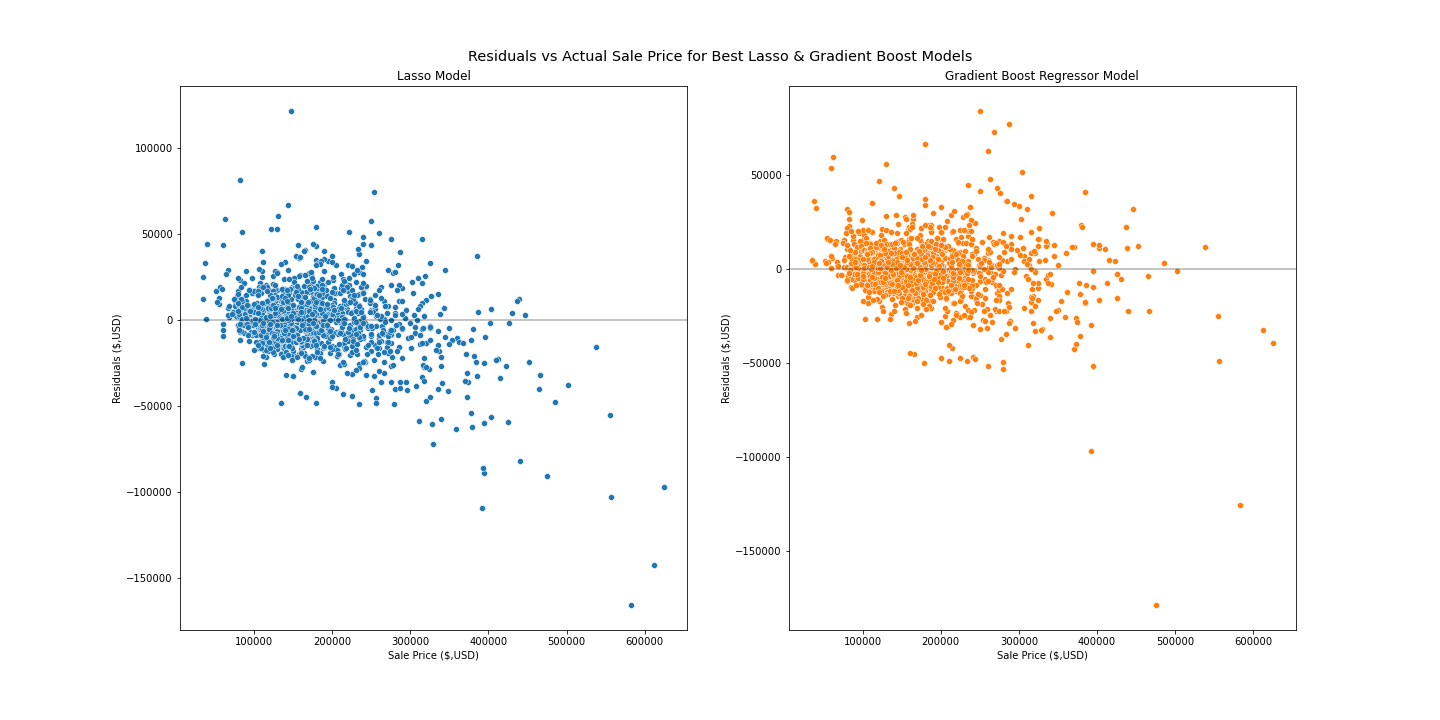 Residuals vs Actual Sale Price for Best Lasso & Gradient Boost Models
Lasso Model
100000
50000
0
−50000
−100000
−150000
Residuals ($,USD)
100000 200000 300000 400000 500000 600000
Sale Price ($,USD)
Gradient Boost Regressor Model
50000
0
−50000
−100000
−150000
Residuals ($,USD)
100000 200000 300000 400000 500000 600000
Sale Price ($,USD)